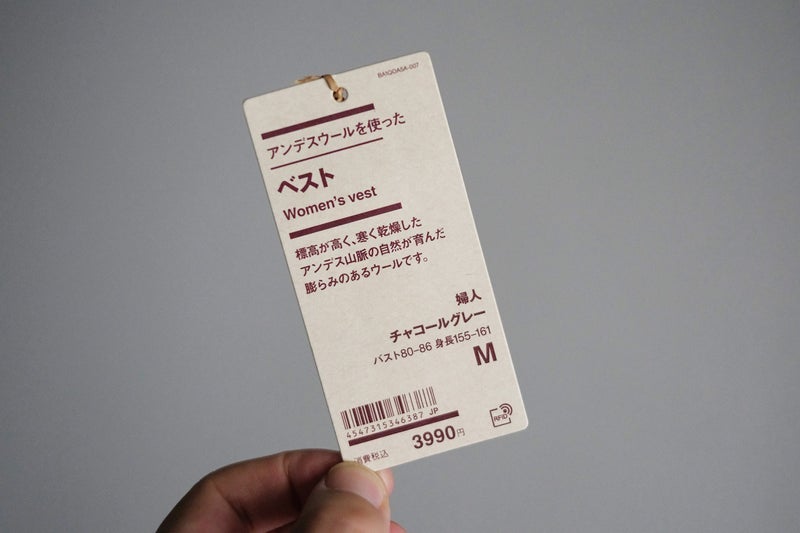 BA1QOA5K-007
アンデスウールを使った
ベスト
Women's vest
標高が高く、寒く乾燥した
アンデス山脈の自然が育んだ
膨らみのあるウールです。
婦人
チャコールグレー
バスト80–86 身長155–161
M
4547315346387 JP
RFID
3990円
消費税込